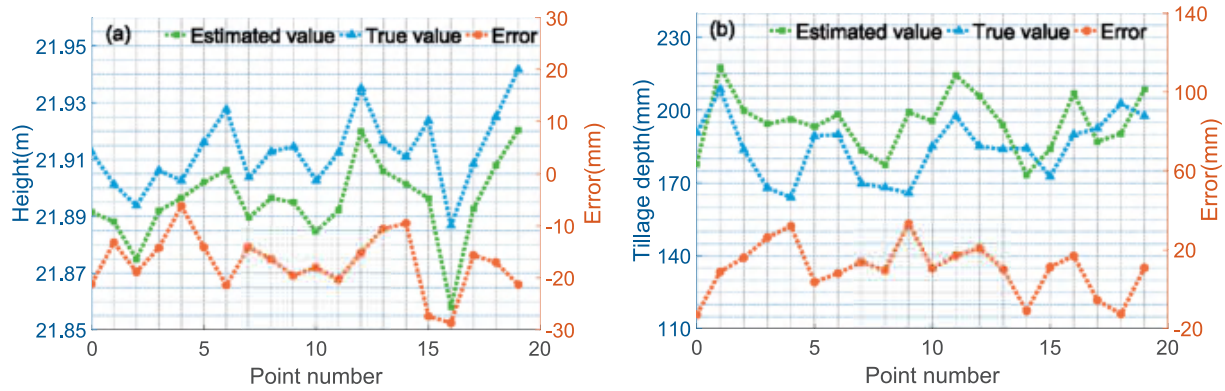 (a) Estimated value True value Error
21.95
21.93
21.91
21.89
21.87
21.85
Height(m)
30
20
10
0
-10
-20
-30
Error(mm)
0 5 10 15 20
Point number
(b) Estimated value True value Error
230
200
170
140
110
Tillage depth(mm)
140
100
60
20
-20
Error(mm)
0 5 10 15 20
Point number